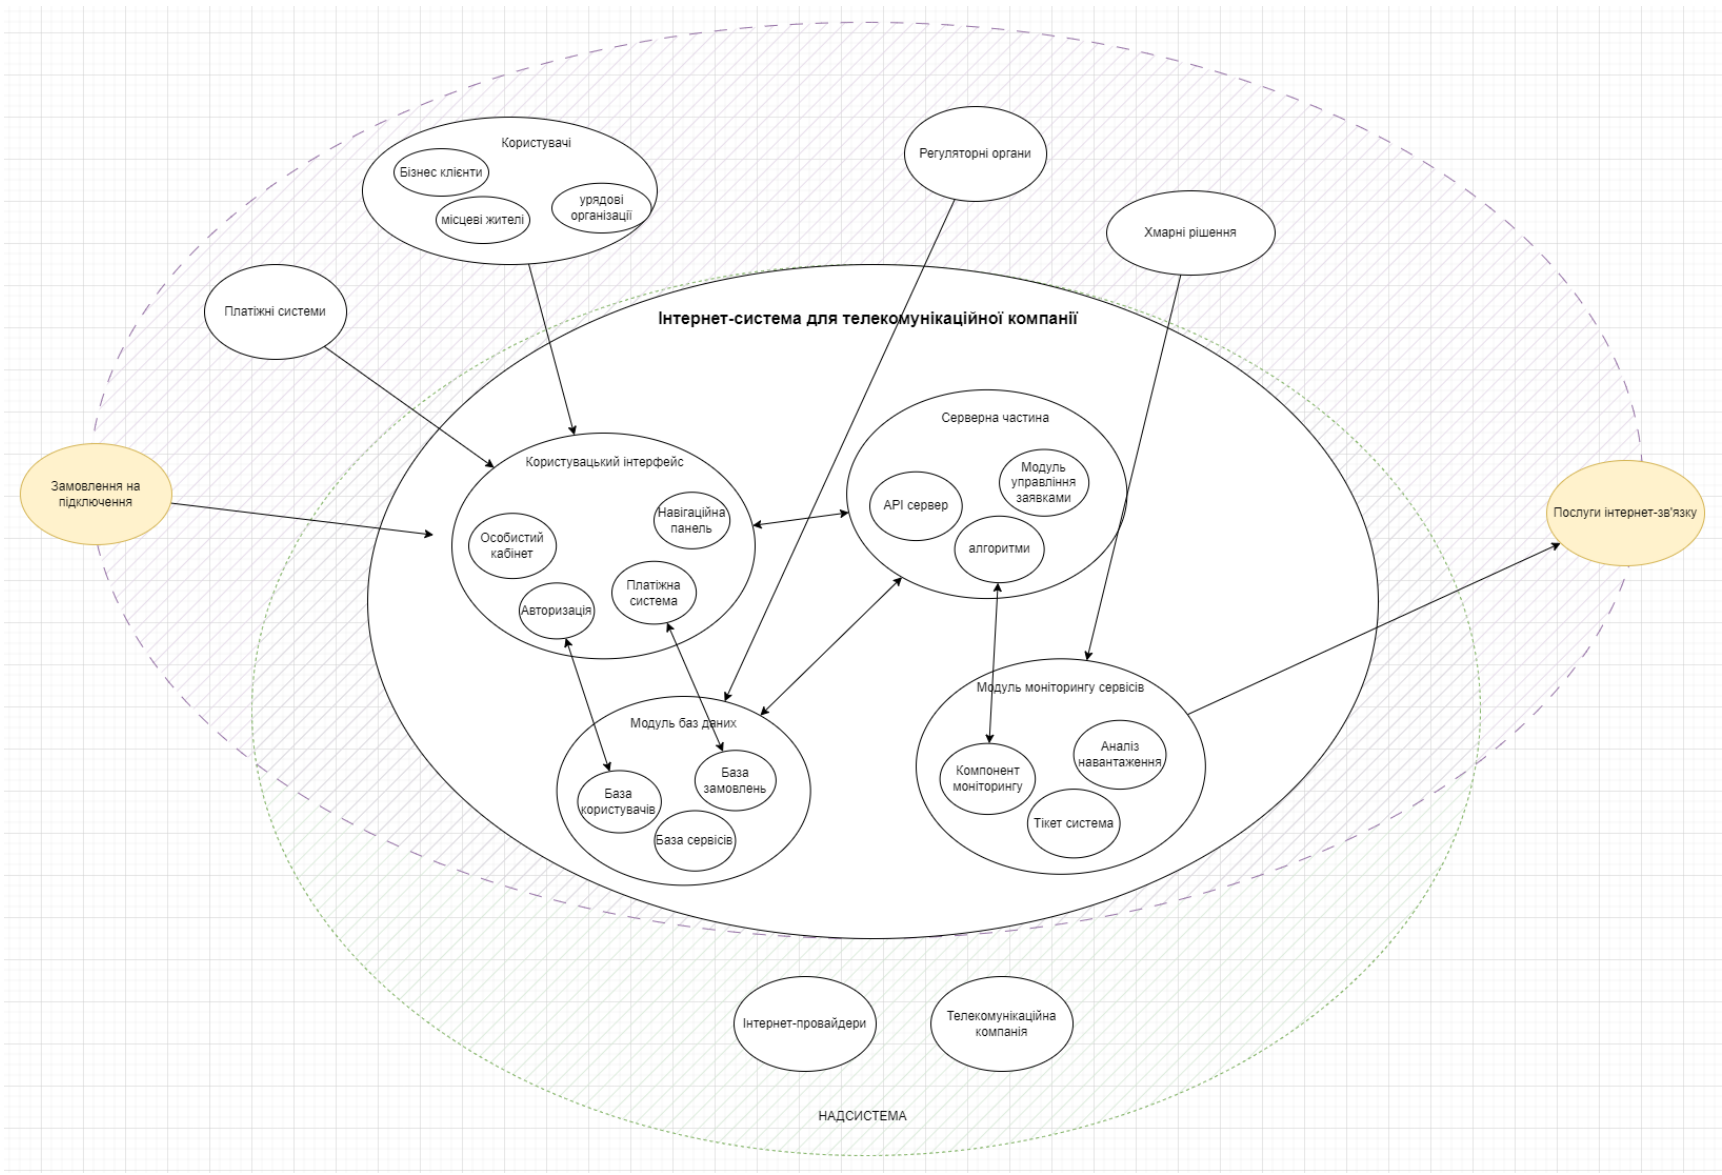 Користувачі
Бізнес клієнти
місцеві жителі
урядові
організації
Регуляторні органи
Хмарні рішення
Платіжні системи
Інтернет-система для телекомунікаційної компанії
Замовлення на
підключення
Користувацький інтерфейс
Особистий
кабінет
Навігаційна
панель
Авторизація
Платіжна
система
Серверна частина
API сервер
Модуль
управління
заявками
алгоритми
Послуги інтернет-зв'язку
Модуль баз даних
База
користувачів
База
замовлень
База сервісів
Модуль моніторингу сервісів
Компонент
моніторингу
Аналіз
навантаження
Тікет система
Інтернет-провайдери
Телекомунікаційна
компанія
НАДСИСТЕМА